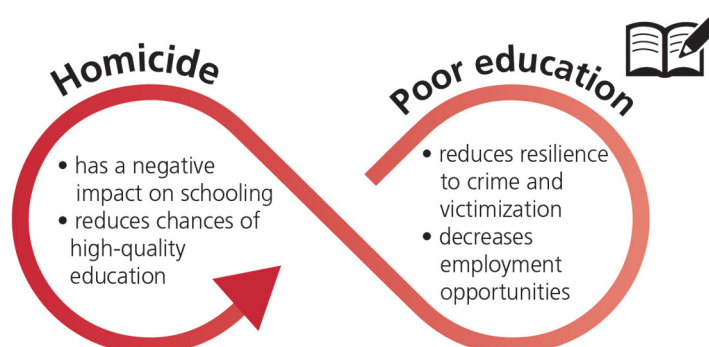 Homicide
• has a negative
impact on schooling
• reduces chances of
high-quality
education
Poor education
• reduces resilience
to crime and
victimization
• decreases
employment
opportunities